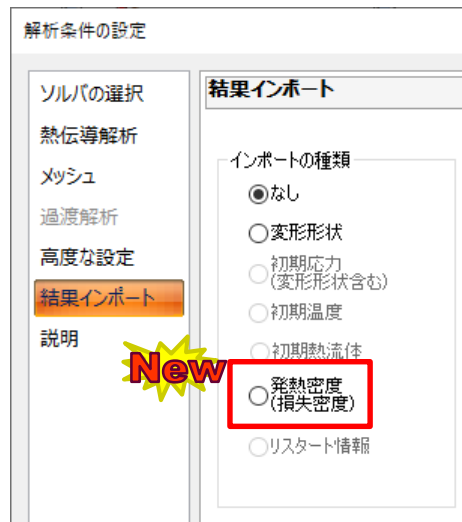 解析条件の設定
ソルバの選択
熱伝導解析
メッシュ
過渡解析
高度な設定
結果インポート
説明
結果インポート
インポートの種類
なし
変形形状
初期応力
(変形形状含む)
初期温度
初期熱流体
New
発熱密度
(損失密度)
リスタート情報